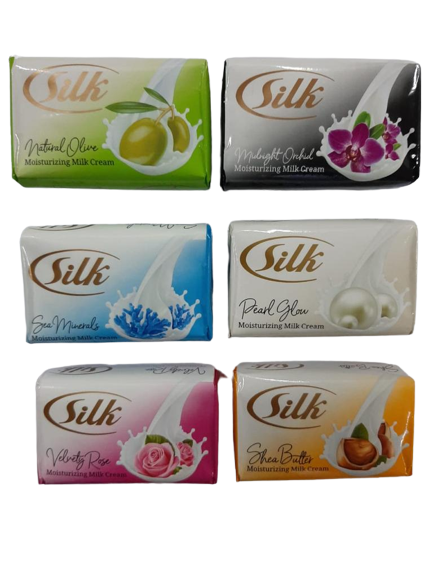 Silk
Natural Olive
Moisturizing Milk Cream
Silk
Midnight Orchid
Moisturizing Milk Cream
Silk
Sea Minerals
Moisturizing Milk Cream
Silk
Pearl Glow
Moisturizing Milk Cream
Silk
Velvety Rose
Moisturizing Milk Cream
Silk
Shea Butter
Moisturizing Milk Cream